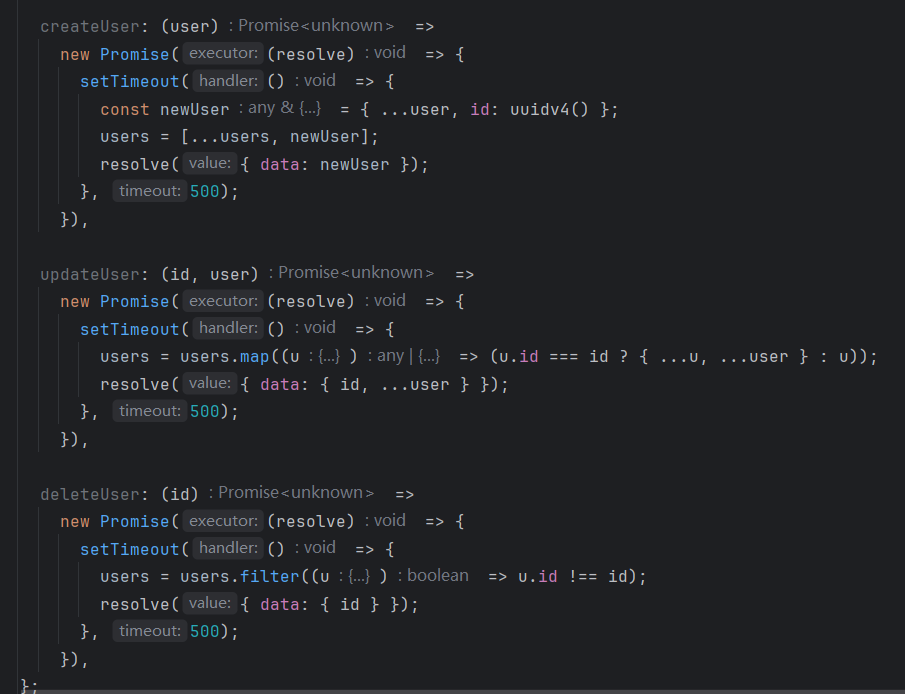 createUser: (user) : Promise<unknown> =>
new Promise( executor: (resolve) : void => {
setTimeout( handler: () : void => {
const newUser : any & {...} = { ...user, id: uuidv4() };
users = [...users, newUser];
resolve( value: { data: newUser });
}, timeout: 500);
}),
updateUser: (id, user) : Promise<unknown> =>
new Promise( executor: (resolve) : void => {
setTimeout( handler: () : void => {
users = users.map((u : {...} ) : any | {...} => (u.id === id ? { ...u, ...user } : u));
resolve( value: { data: { id, ...user } });
}, timeout: 500);
}),
deleteUser: (id) : Promise<unknown> =>
new Promise( executor: (resolve) : void => {
setTimeout( handler: () : void => {
users = users.filter((u : {...} ) : boolean => u.id !== id);
resolve( value: { data: { id } });
}, timeout: 500);
}),
};